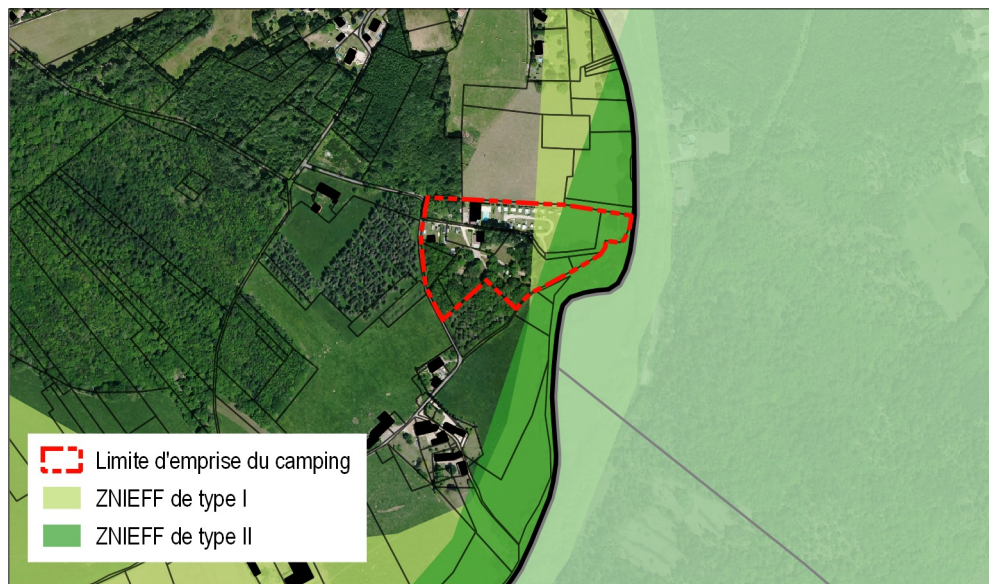 Limite d'emprise du camping
ZNIEFF de type I
ZNIEFF de type II